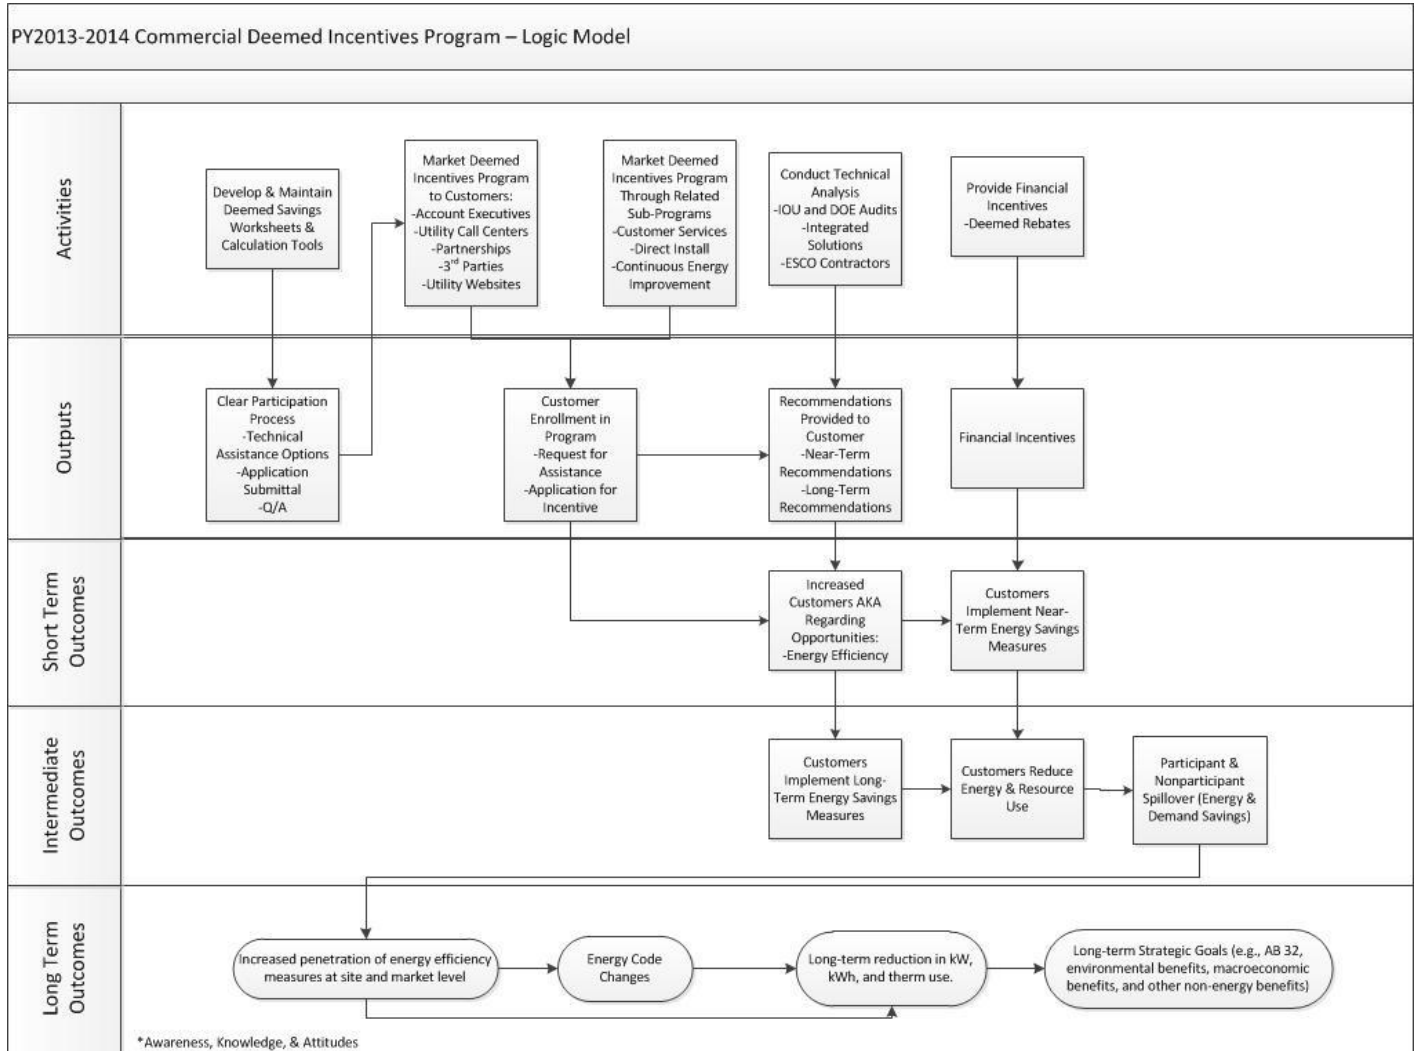 PY2013-2014 Commercial Deemed Incentives Program – Logic Model
Activities
Develop & Maintain
Deemed Savings
Worksheets &
Calculation Tools
Market Deemed
Incentives Program
to Customers:
-Account Executives
-Utility Call Centers
-Partnerships
-3rd Parties
-Utility Websites
Market Deemed
Incentives Program
Through Related
Sub-Programs
-Customer Services
-Direct Install
-Continuous Energy
Improvement
Conduct Technical
Analysis
-IOU and DOE Audits
-Integrated
Solutions
-ESCO Contractors
Provide Financial
Incentives
-Deemed Rebates
Outputs
Clear Participation
Process
-Technical
Assistance Options
-Application
Submittal
-Q/A
Customer
Enrollment in
Program
-Request for
Assistance
-Application for
Incentive
Recommendations
Provided to
Customer
-Near-Term
Recommendations
-Long-Term
Recommendations
Financial Incentives
Short Term
Outcomes
Increased
Customers AKA
Regarding
Opportunities:
-Energy Efficiency
Customers
Implement Near-
Term Energy Savings
Measures
Intermediate
Outcomes
Customers
Implement Long-
Term Energy Savings
Measures
Customers Reduce
Energy & Resource
Use
Participant &
Nonparticipant
Spillover (Energy &
Demand Savings)
Long Term
Outcomes
Increased penetration of energy efficiency
measures at site and market level
Energy Code
Changes
Long-term reduction in kW,
kWh, and therm use.
Long-term Strategic Goals (e.g., AB 32,
environmental benefits, macroeconomic
benefits, and other non-energy benefits)
*Awareness, Knowledge, & Attitudes